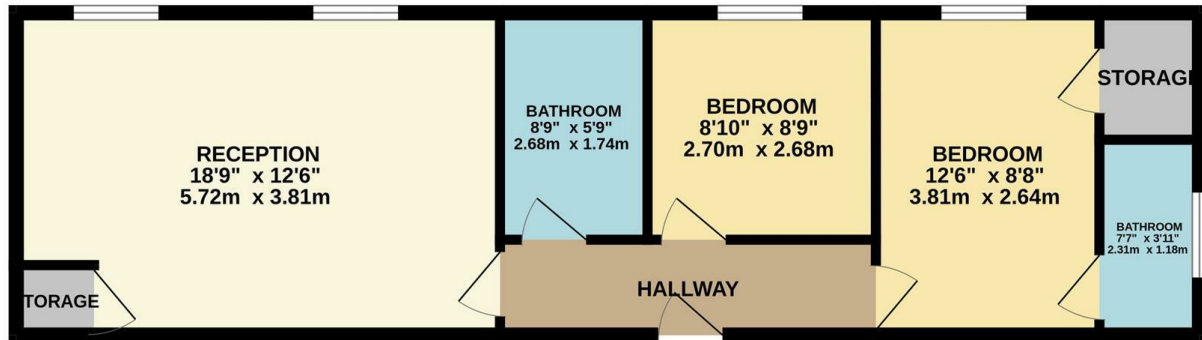 RECEPTION
18'9" x 12'6"
5.72m x 3.81m
TORAGE
BATHROOM
8'9" x 5'9"
2.68m x 1.74m
BEDROOM
8'10" x 8'9"
2.70m x 2.68m
HALLWAY
BEDROOM
12'6" x 8'8"
3.81m x 2.64m
STORAGE
BATHROOM
7'7" x 3'11"
2.31m x 1.18m